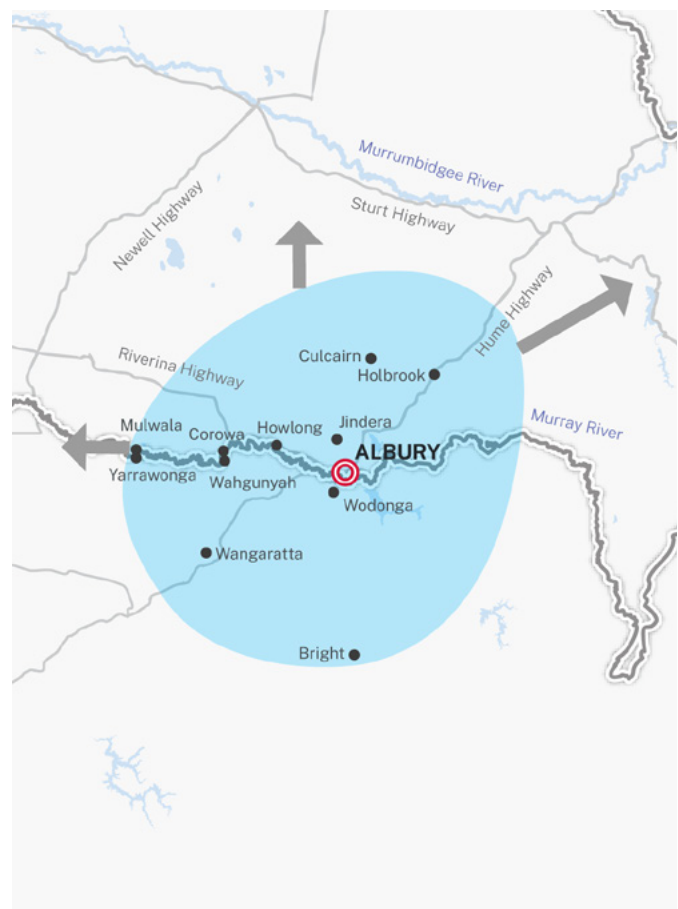 Murrumbidgee River
Newell Highway
Sturt Highway
Hume Highway
Riverina Highway
Culcairn
Holbrook
Mulwala
Corowa
Howlong
Jindera
Murray River
ALBURY
Yarrawonga
Wahgunyah
Wodonga
Wangaratta
Bright